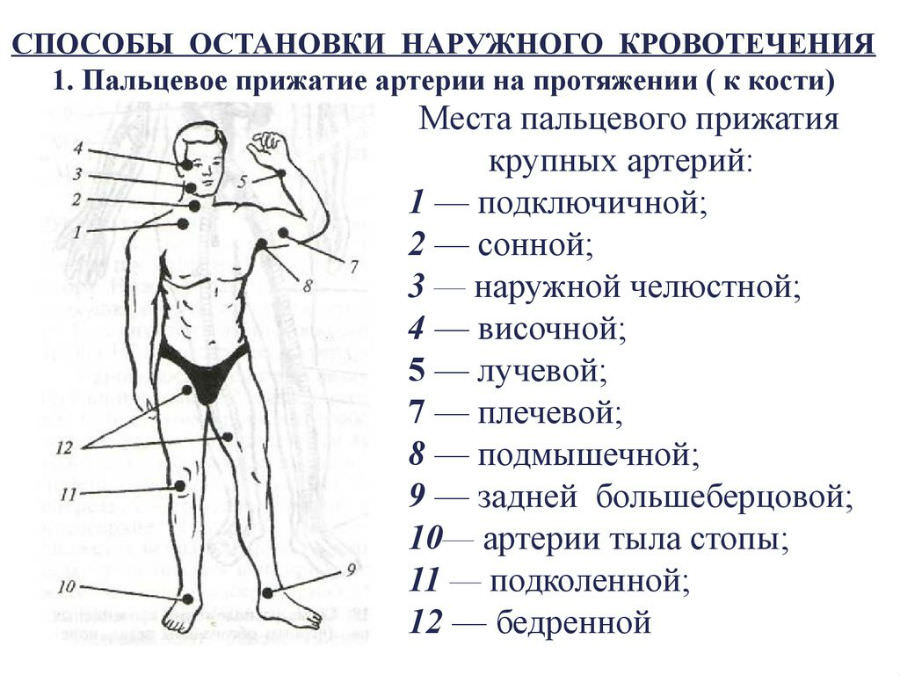 СПОСОБЫ ОСТАНОВКИ НАРУЖНОГО КРОВОТЕЧЕНИЯ
1. Пальцевое прижатие артерии на протяжении ( к кости)
Места пальцевого прижатия
крупных артерий:
1 — подключичной;
2 — сонной;
3 — наружной челюстной;
4 — височной;
5 — лучевой;
7 — плечевой;
8 — подмышечной;
9 — задней большеберцовой;
10— артерии тыла стопы;
11 — подколенной;
12 — бедренной
4
3
2
1
5
7
8
12
11
10
9